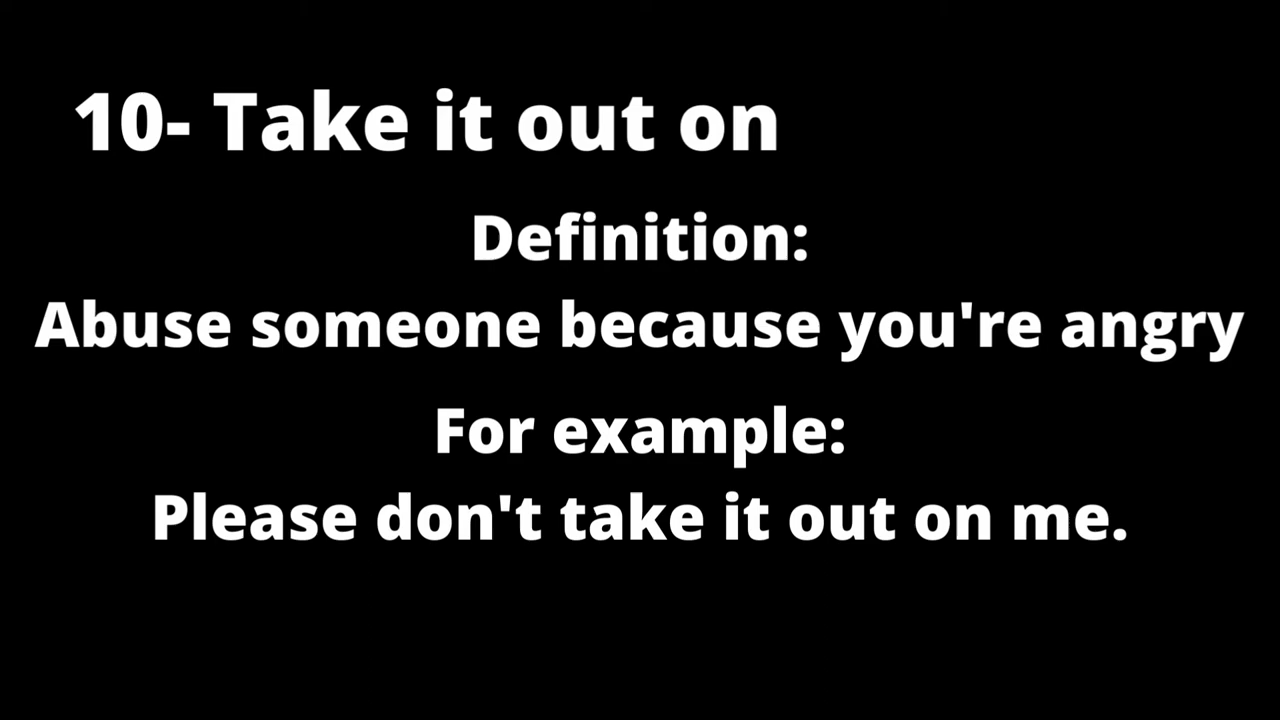 10- Take it out on
Definition:
Abuse someone because you're angry
For example:
Please don't take it out on me.